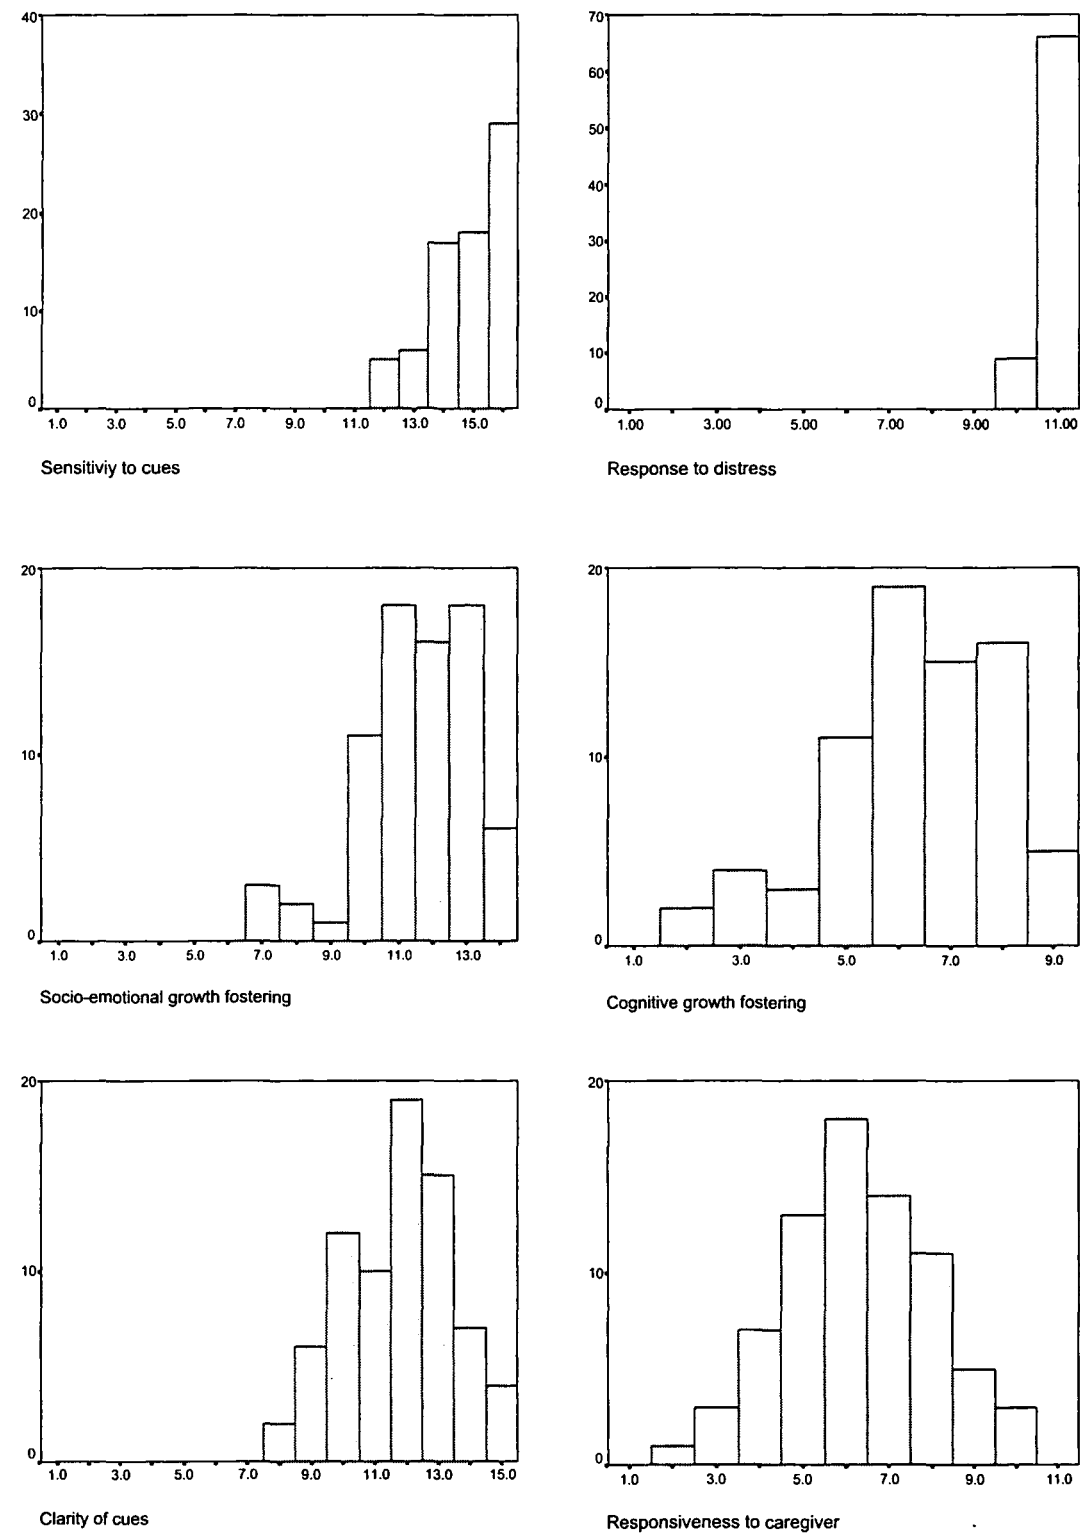 40
30
20
10
0
1.0 3.0 5.0 7.0 9.0 11.0 13.0 15.0
Sensitiviy to cues
70
60
50
40
30
20
10
0
1.00 3.00 5.00 7.00 9.00 11.00
Response to distress
20
10
0
1.0 3.0 5.0 7.0 9.0 11.0 13.0
Socio-emotional growth fostering
20
10
0
1.0 3.0 5.0 7.0 9.0
Cognitive growth fostering
20
10
0
1.0 3.0 5.0 7.0 9.0 11.0 13.0 15.0
Clarity of cues
20
10
0
1.0 3.0 5.0 7.0 9.0 11.0
Responsiveness to caregiver